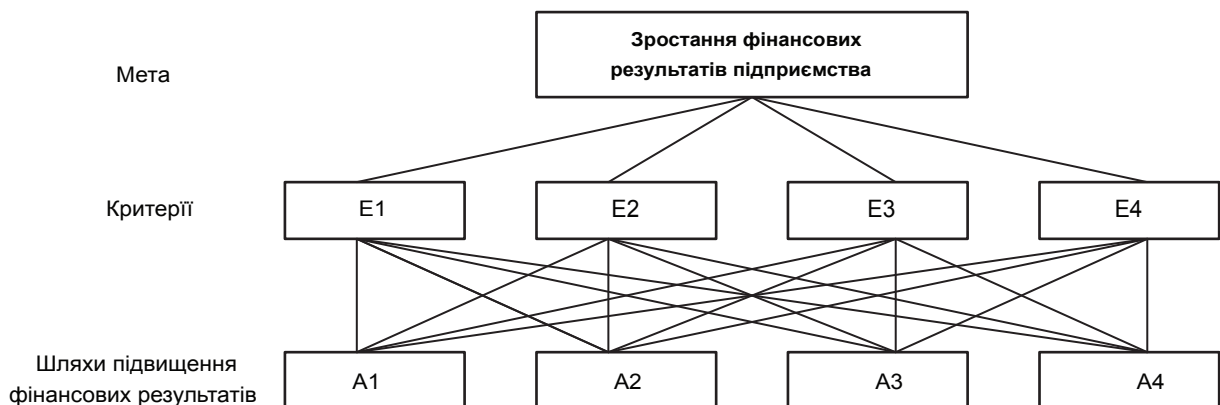 Зростання фінансових
результатів підприємства
Мета
Критерії
E1
E2
E3
E4
Шляхи підвищення
фінансових результатів
A1
A2
A3
A4